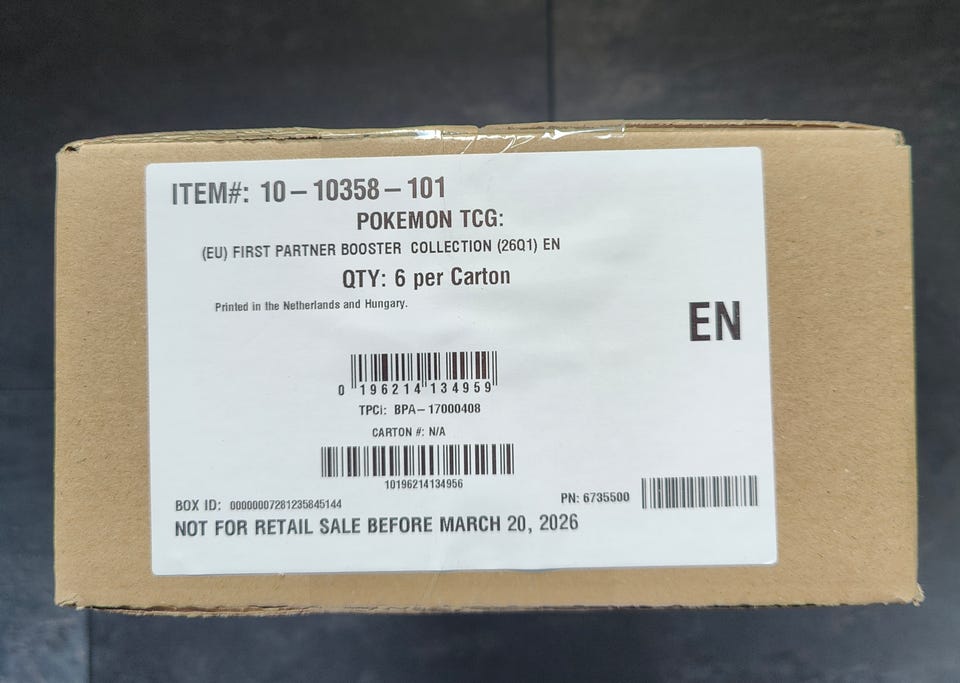 ITEM#: 10-10358-101
POKEMON TCG:
(EU) FIRST PARTNER BOOSTER COLLECTION (26Q1) EN
QTY: 6 per Carton
Printed in the Netherlands and Hungary.
EN
0 196214 134959
TPCi: BPA-17000408
CARTON #: N/A
10196214134956
BOX ID: 00000007281235845144
PN: 6735500
NOT FOR RETAIL SALE BEFORE MARCH 20, 2026